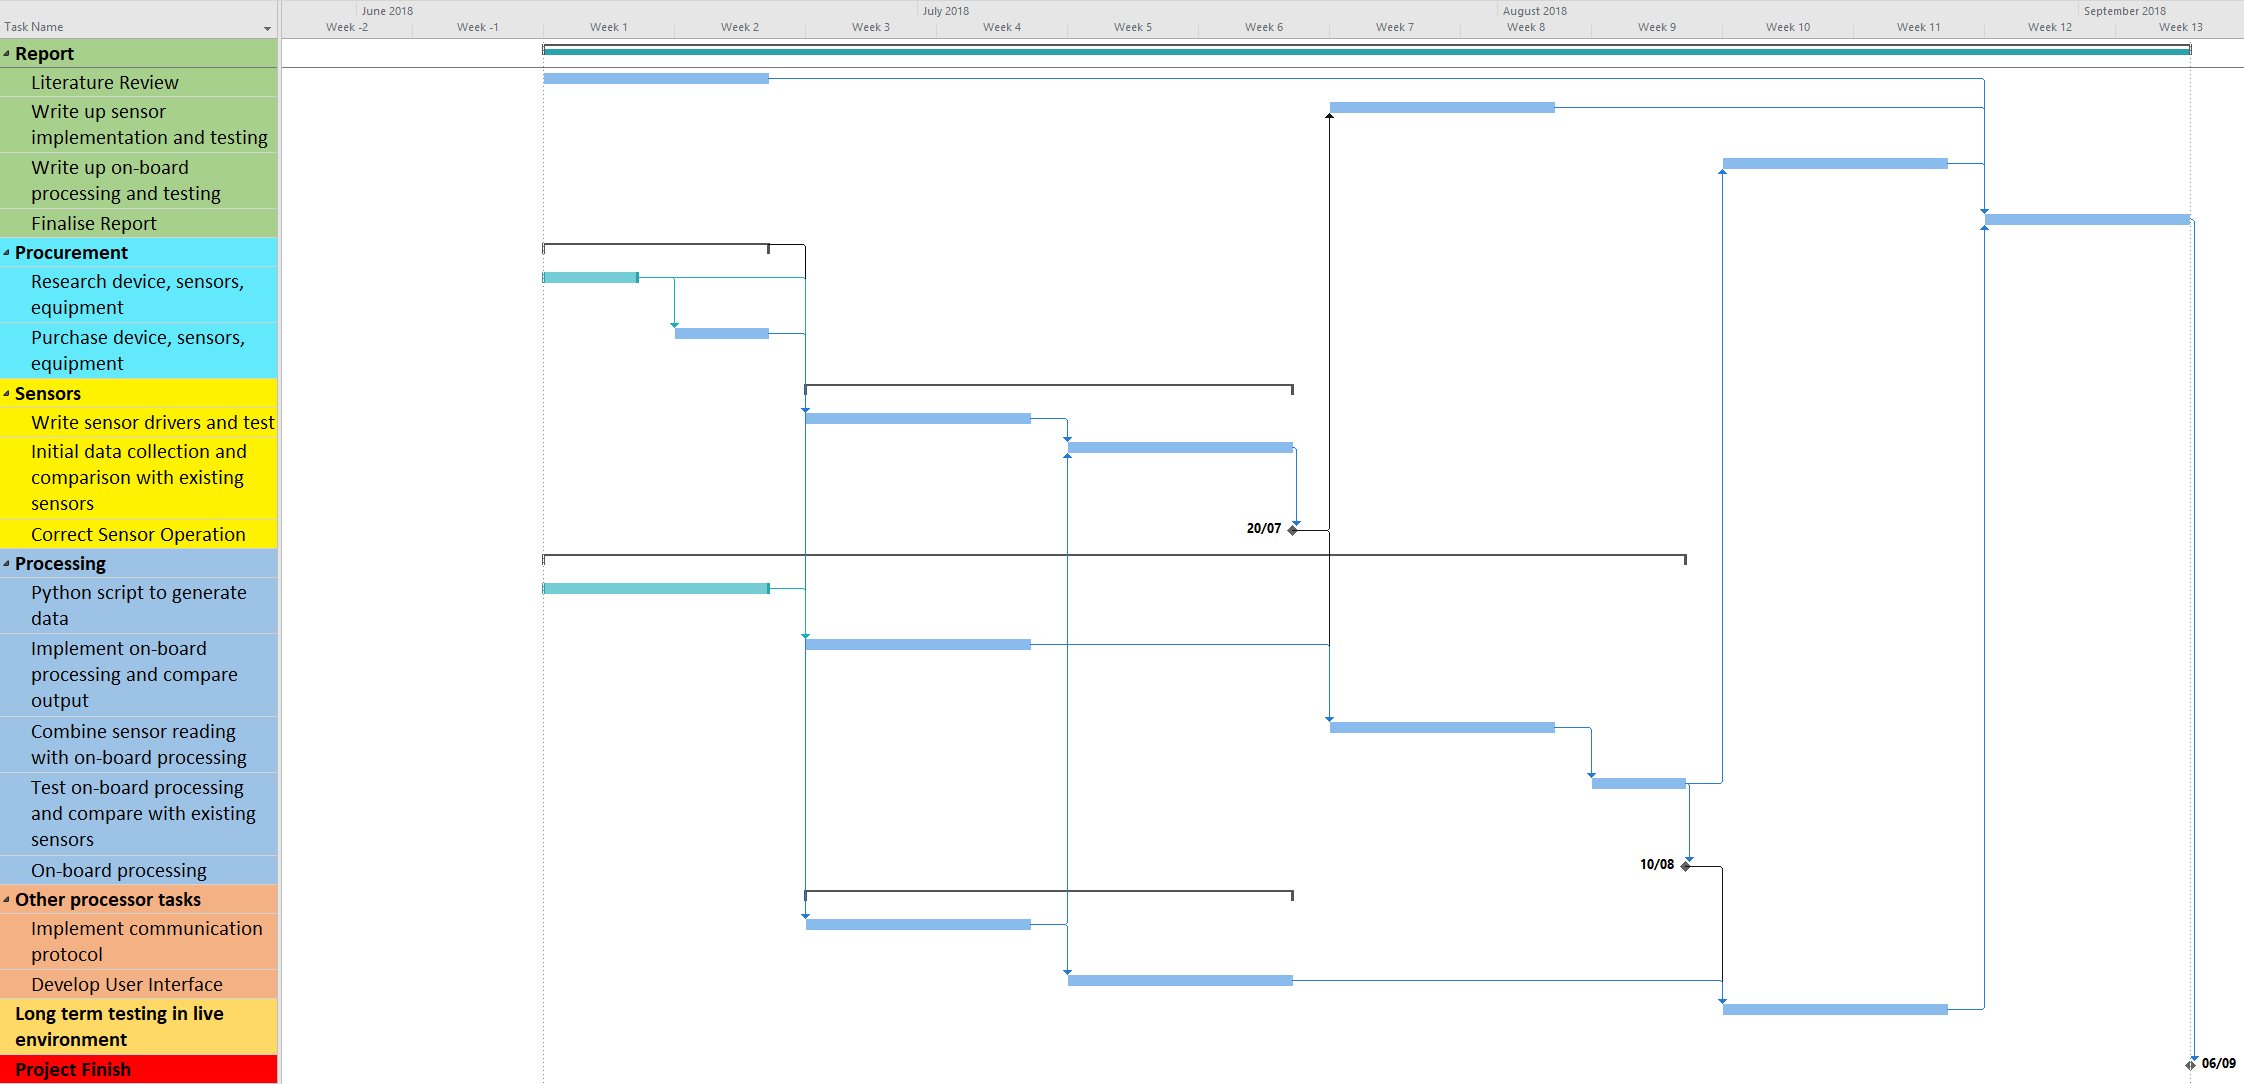 June 2018
July 2018
August 2018
September 2018
Task Name
Week -2
Week -1
Week 1
Week 2
Week 3
Week 4
Week 5
Week 6
Week 7
Week 8
Week 9
Week 10
Week 11
Week 12
Week 13
Report
Literature Review
Write up sensor
implementation and testing
Write up on-board
processing and testing
Finalise Report
Procurement
Research device, sensors,
equipment
Purchase device, sensors,
equipment
Sensors
Write sensor drivers and test
Initial data collection and
comparison with existing
sensors
Correct Sensor Operation
20/07
Processing
Python script to generate
data
Implement on-board
processing and compare
output
Combine sensor reading
with on-board processing
Test on-board processing
and compare with existing
sensors
On-board processing
10/08
Other processor tasks
Implement communication
protocol
Develop User Interface
Long term testing in live
environment
Project Finish
06/09